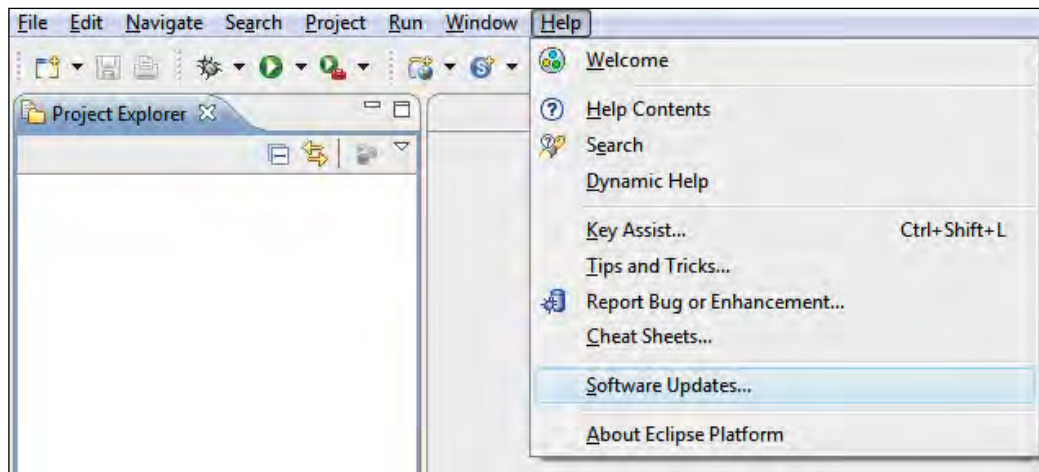 File Edit Navigate Search Project Run Window Help
Project Explorer
Welcome
Help Contents
Search
Dynamic Help
Key Assist... Ctrl+Shift+L
Tips and Tricks...
Report Bug or Enhancement...
Cheat Sheets...
Software Updates...
About Eclipse Platform